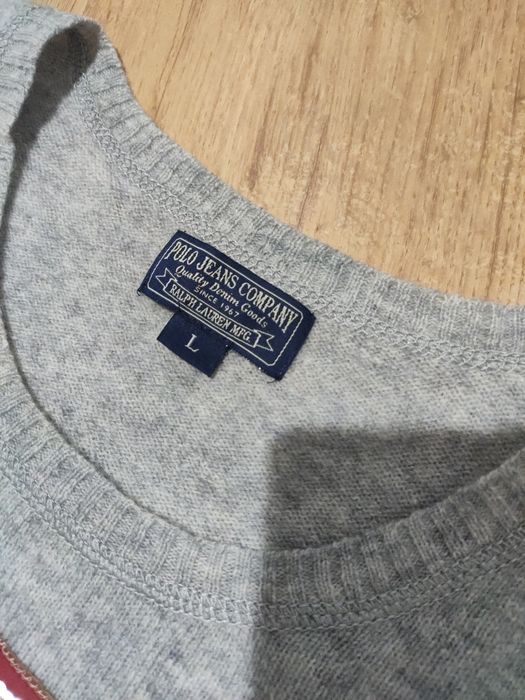 POLO JEANS COMPANY
Quality Denim Goods
SINCE 1967
RALPH LAUREN MFG.
L